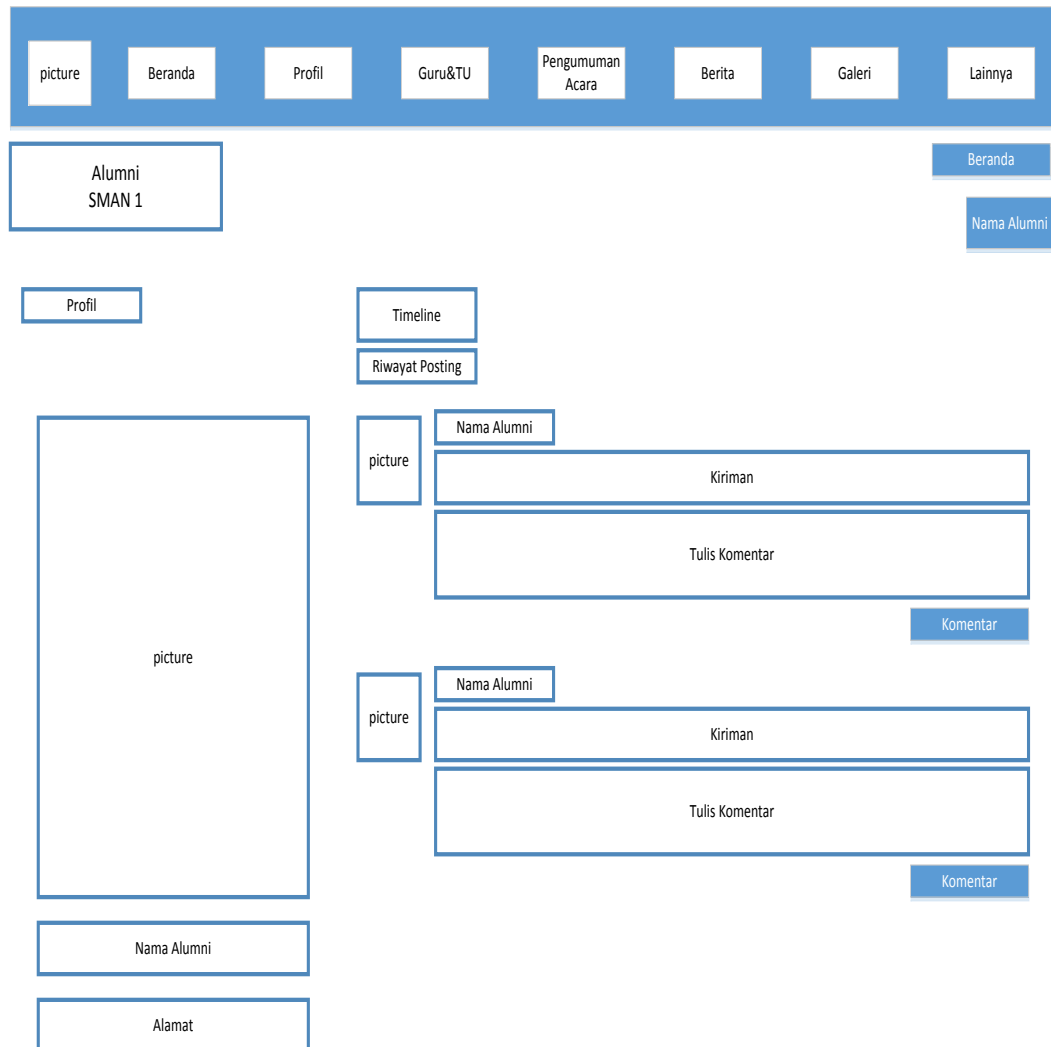 picture
Beranda
Profil
Guru&TU
Pengumuman
Acara
Berita
Galeri
Lainnya
Alumni
SMAN 1
Beranda
Nama Alumni
Profil
Timeline
Riwayat Posting
picture
Nama Alumni
Alamat
picture
Nama Alumni
Kiriman
Tulis Komentar
Komentar
picture
Nama Alumni
Kiriman
Tulis Komentar
Komentar